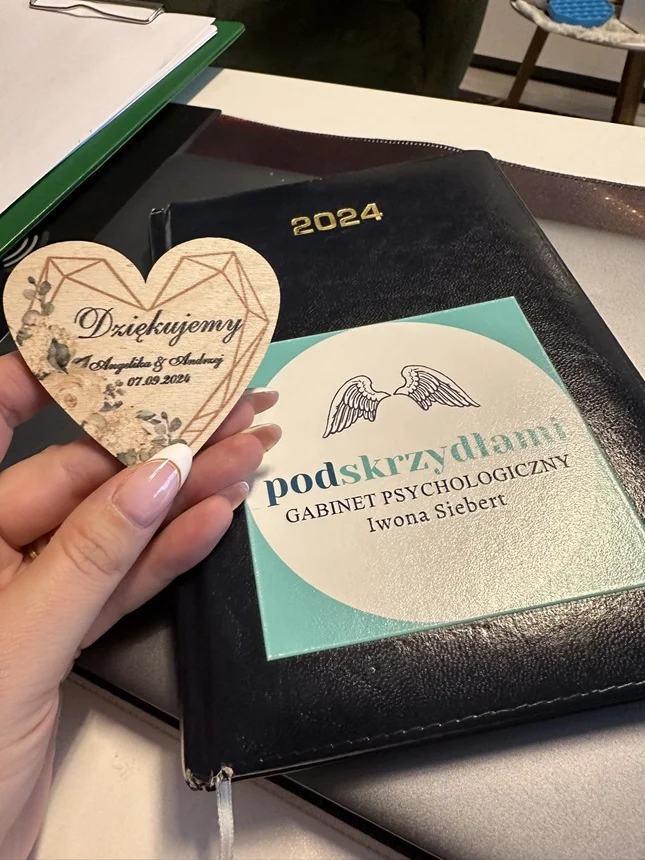 2024
Dziękujemy
Angelika & Andrzej
07.09.2024
podskrzydłami
GABINET PSYCHOLOGICZNY
Iwona Siebert